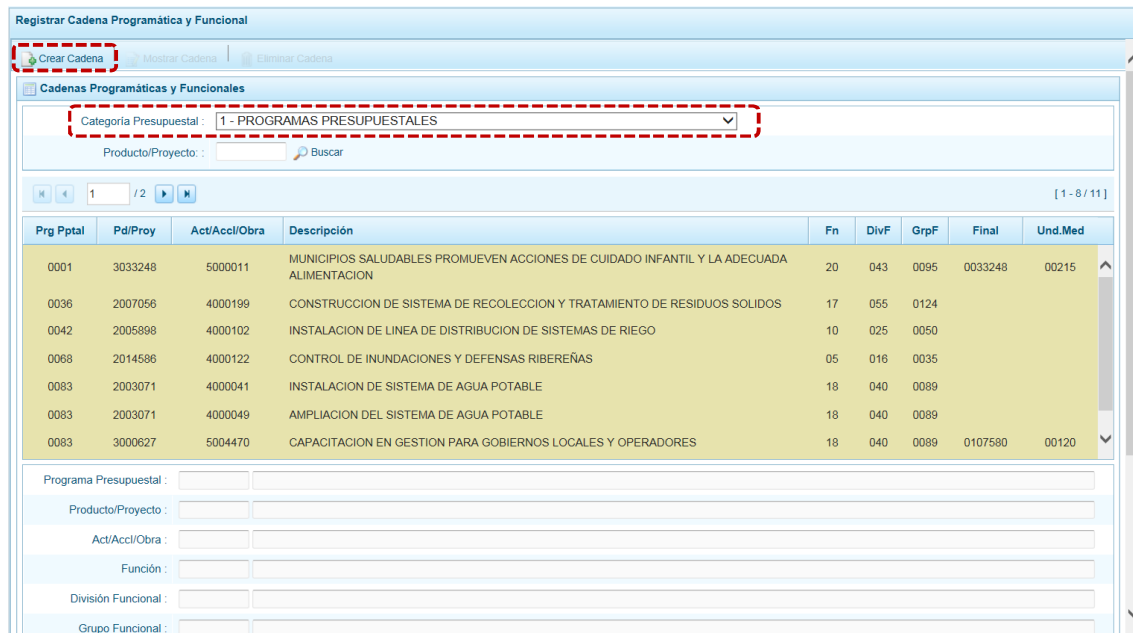 Registrar Cadena Programática y Funcional
Crear Cadena Mostrar Cadena Eliminar Cadena
Cadenas Programáticas y Funcionales
Categoría Presupuestal : 1 - PROGRAMAS PRESUPUESTALES
Producto/Proyecto: : Buscar
1 / 2 [ 1 - 8 / 11 ]
Prg Pptal Pd/Proy Act/AccI/Obra Descripción Fn DivF GrpF Final Und.Med
0001 3033248 5000011 MUNICIPIOS SALUDABLES PROMUEVEN ACCIONES DE CUIDADO INFANTIL Y LA ADECUADA ALIMENTACION 20 043 0095 0033248 00215
0036 2007056 4000199 CONSTRUCCION DE SISTEMA DE RECOLECCION Y TRATAMIENTO DE RESIDUOS SOLIDOS 17 055 0124
0042 2005898 4000102 INSTALACION DE LINEA DE DISTRIBUCION DE SISTEMAS DE RIEGO 10 025 0050
0068 2014586 4000122 CONTROL DE INUNDACIONES Y DEFENSAS RIBEREÑAS 05 016 0035
0083 2003071 4000041 INSTALACION DE SISTEMA DE AGUA POTABLE 18 040 0089
0083 2003071 4000049 AMPLIACION DEL SISTEMA DE AGUA POTABLE 18 040 0089
0083 3000627 5004470 CAPACITACION EN GESTION PARA GOBIERNOS LOCALES Y OPERADORES 18 040 0089 0107580 00120
Programa Presupuestal :
Producto/Proyecto :
Act/AccI/Obra :
Función :
División Funcional :
Grupo Funcional :